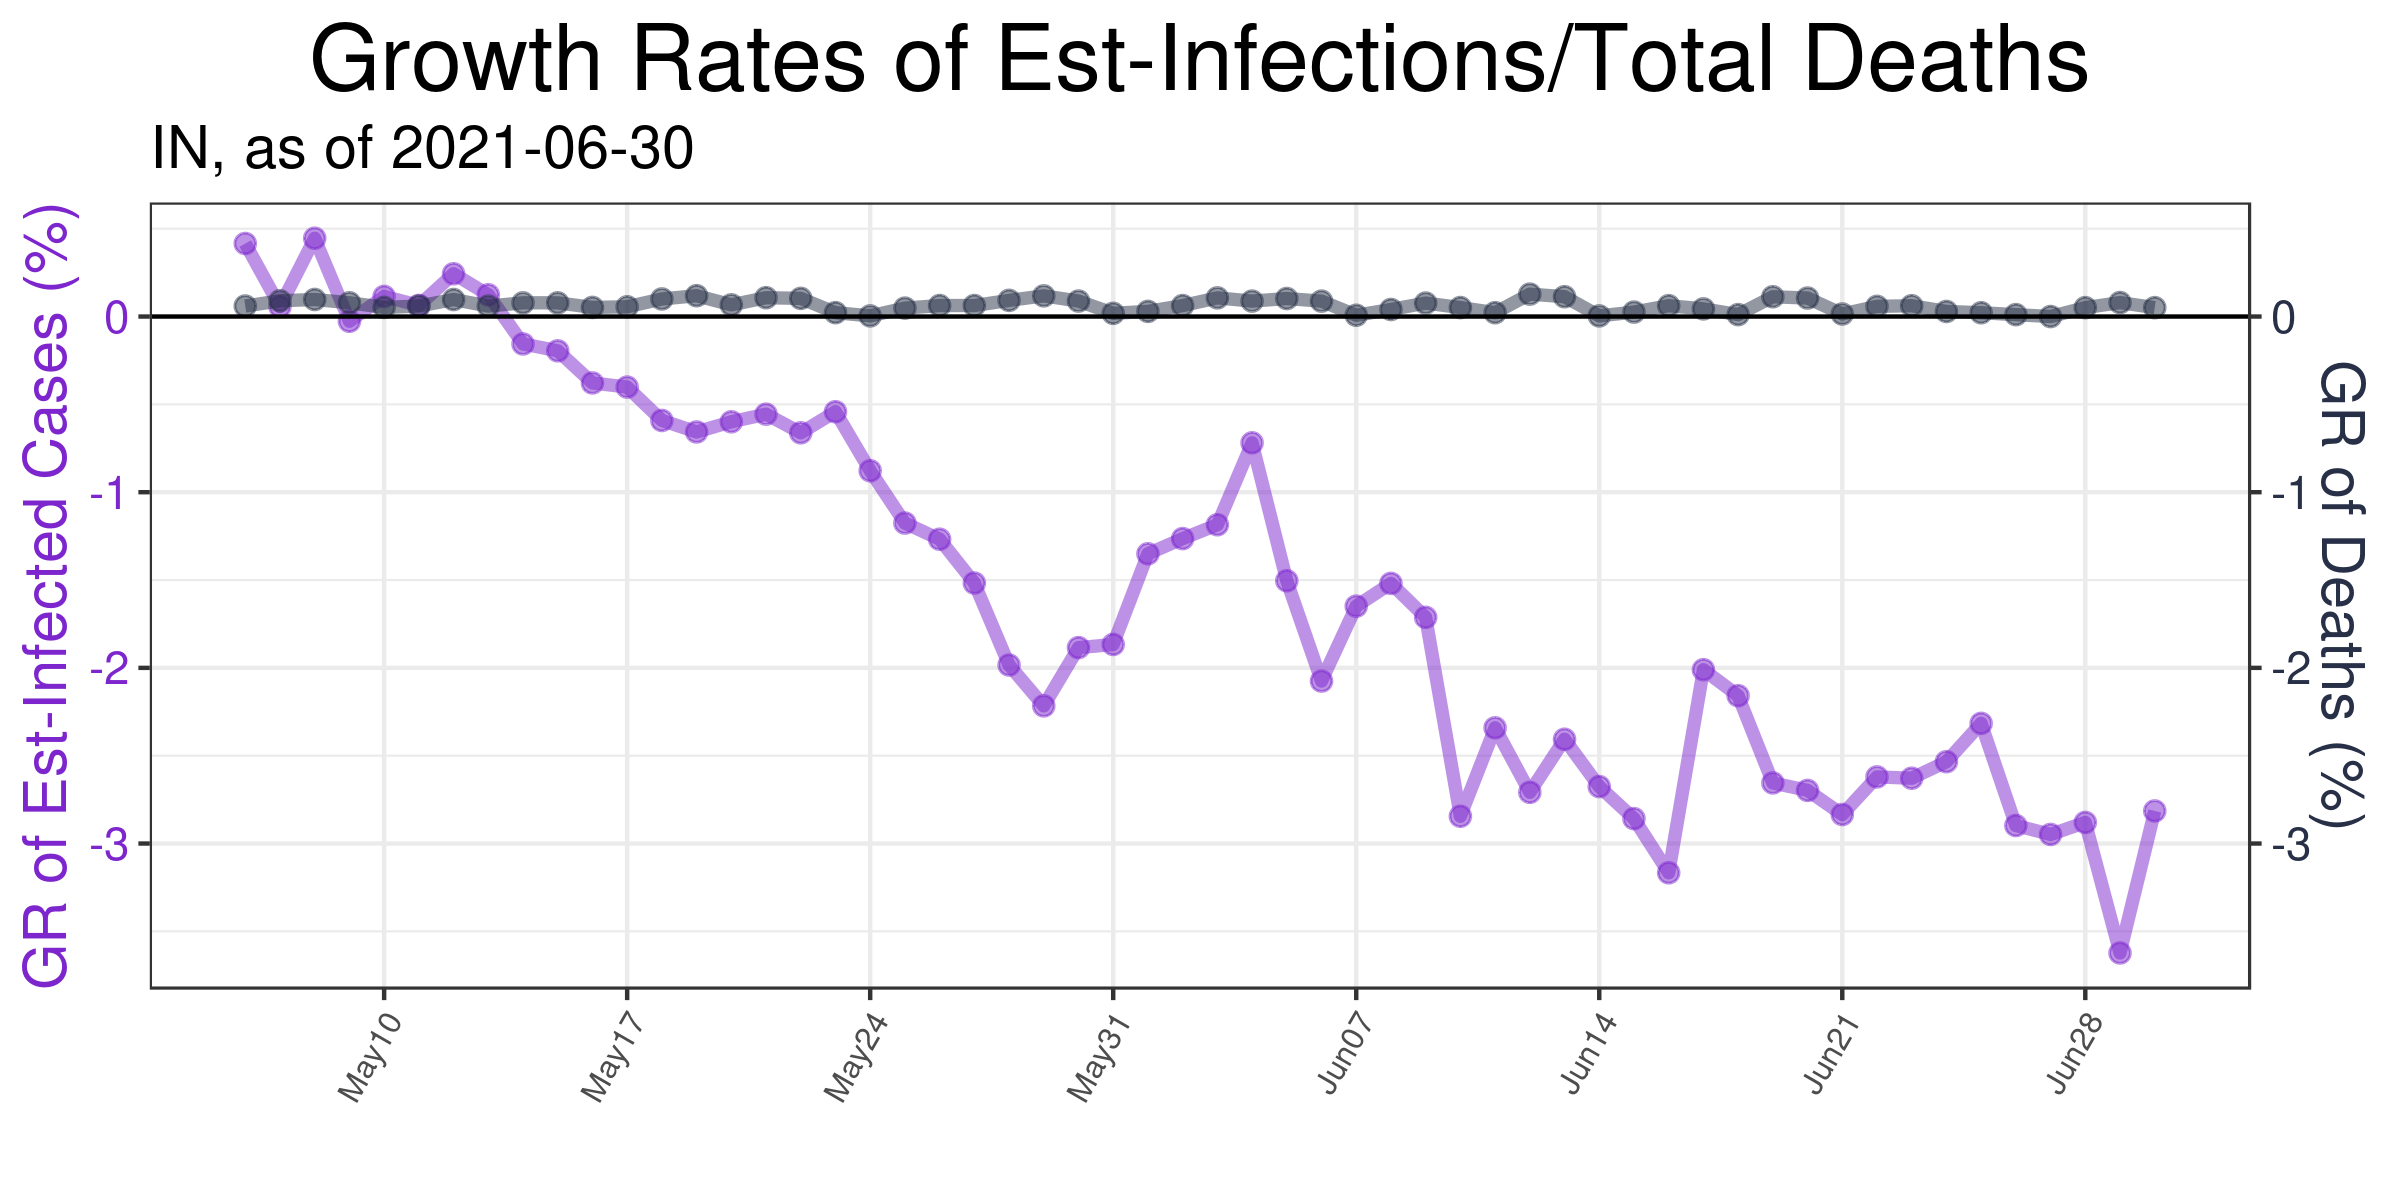 Growth Rates of Est-Infections/Total Deaths
IN, as of 2021-06-30
GR of Est-Infected Cases (%)
0
-1
-2
-3
0
-1
-2
-3
GR of Deaths (%)
May10
May17
May24
May31
Jun07
Jun14
Jun21
Jun28